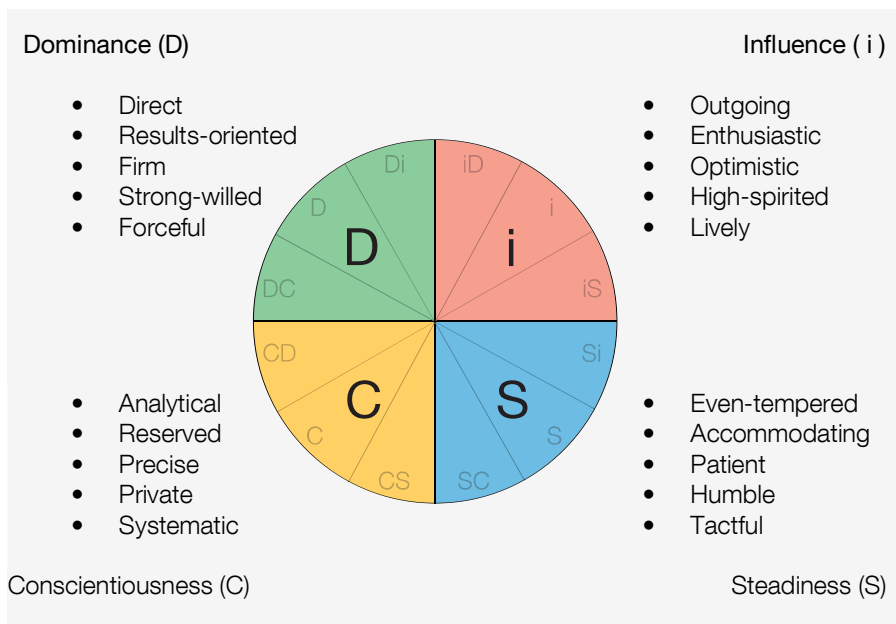 Dominance (D)
Influence ( i )
• Direct
• Results-oriented
• Firm
• Strong-willed
• Forceful
• Outgoing
• Enthusiastic
• Optimistic
• High-spirited
• Lively
Di
iD
D
i
D
i
DC
iS
CD
Si
C
S
C
S
CS
SC
• Analytical
• Reserved
• Precise
• Private
• Systematic
• Even-tempered
• Accommodating
• Patient
• Humble
• Tactful
Conscientiousness (C)
Steadiness (S)